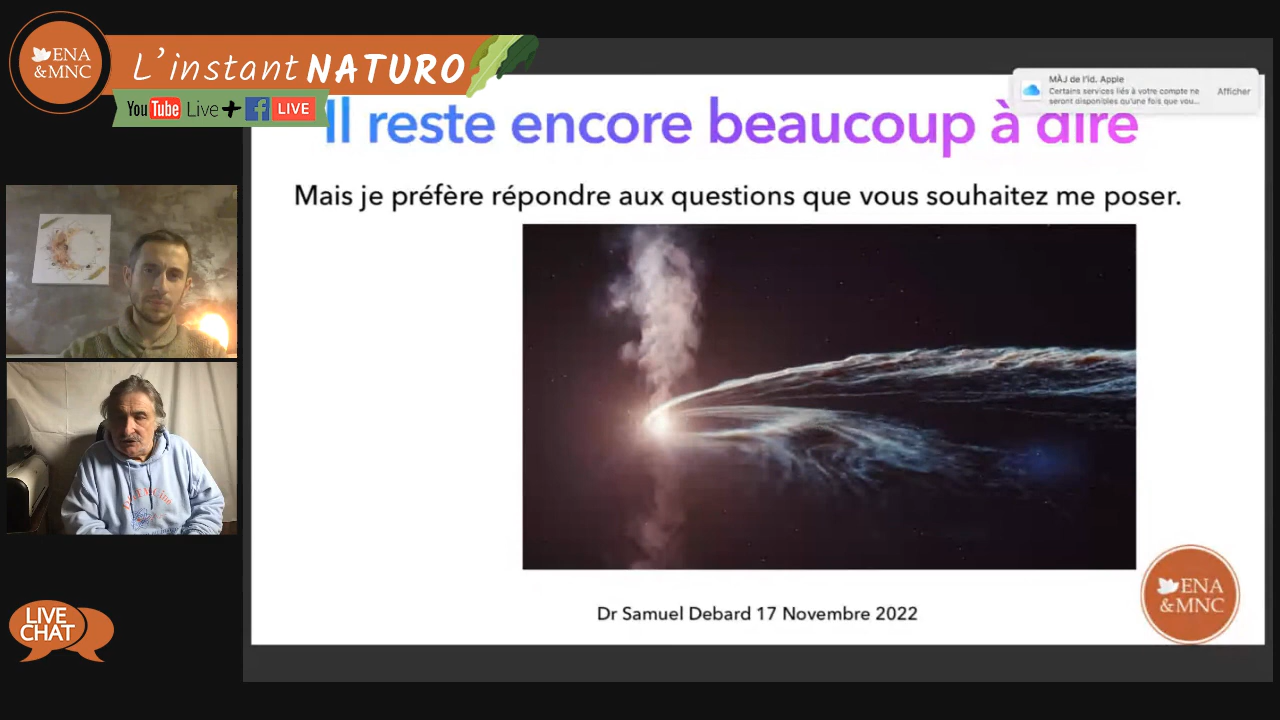 ENA
&MNC
L'instant NATURO
YouTube Live + f LIVE
MÀJ de l'id. Apple
Certains services liés à votre compte ne
seront disponibles qu'une fois que vou...
Afficher
Il reste encore beaucoup à dire
Mais je préfère répondre aux questions que vous souhaitez me poser.
Dr Samuel Debard 17 Novembre 2022
ENA
&MNC
LIVE
CHAT